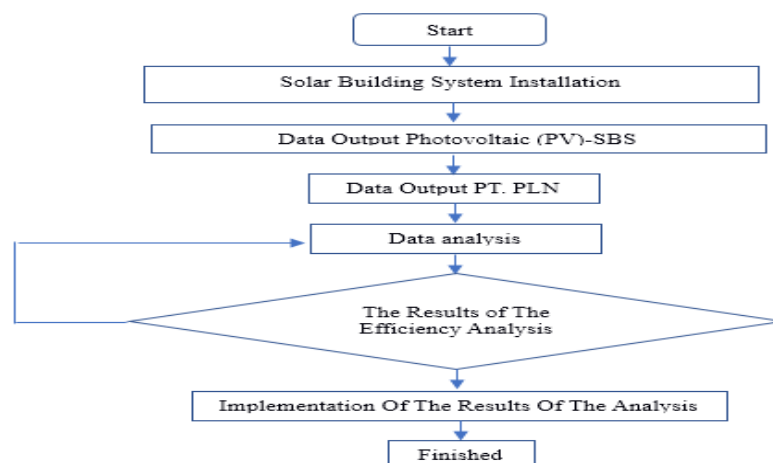 Start
Solar Building System Installation
Data Output Photovoltaic (PV)-SBS
Data Output PT. PLN
Data analysis
The Results of The
Efficiency Analysis
Implementation Of The Results Of The Analysis
Finished